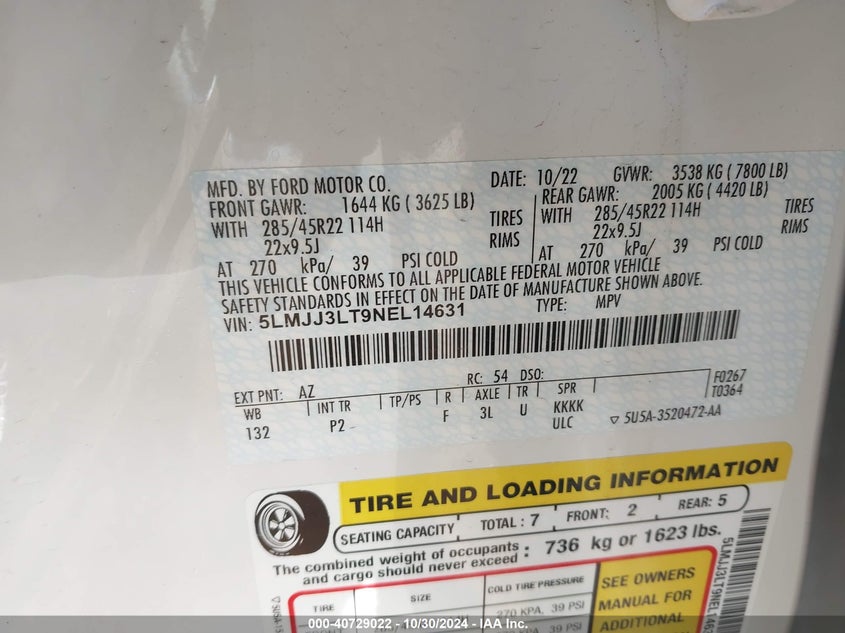 MFD. BY FORD MOTOR CO. DATE: 10/22 GVWR: 3538 KG ( 7800 LB)
FRONT GAWR: 1644 KG ( 3625 LB) REAR GAWR: 2005 KG ( 4420 LB)
WITH 285/45R22 114H TIRES WITH 285/45R22 114H TIRES
22x9.5J RIMS 22x9.5J RIMS
AT 270 kPa/ 39 PSI COLD AT 270 kPa/ 39 PSI COLD
THIS VEHICLE CONFORMS TO ALL APPLICABLE FEDERAL MOTOR VEHICLE
SAFETY STANDARDS IN EFFECT ON THE DATE OF MANUFACTURE SHOWN ABOVE.
VIN: 5LMJJ3LT9NEL14631 TYPE: MPV
EXT PNT: AZ RC: 54 DSO: F0267
WB INT TR TP/PS R AXLE TR SPR T0364
132 P2 F 3L U KKKK
ULC ▽ 5U5A-3520472-AA
TIRE AND LOADING INFORMATION
SEATING CAPACITY TOTAL : 7 FRONT: 2 REAR: 5
The combined weight of occupants and cargo should never exceed : 736 kg or 1623 lbs.
TIRE SIZE COLD TIRE PRESSURE SEE OWNERS
MANUAL FOR
270 KPA, 39 PSI ADDITIONAL
000-40729022 - 10/30/2024 - IAA Inc.